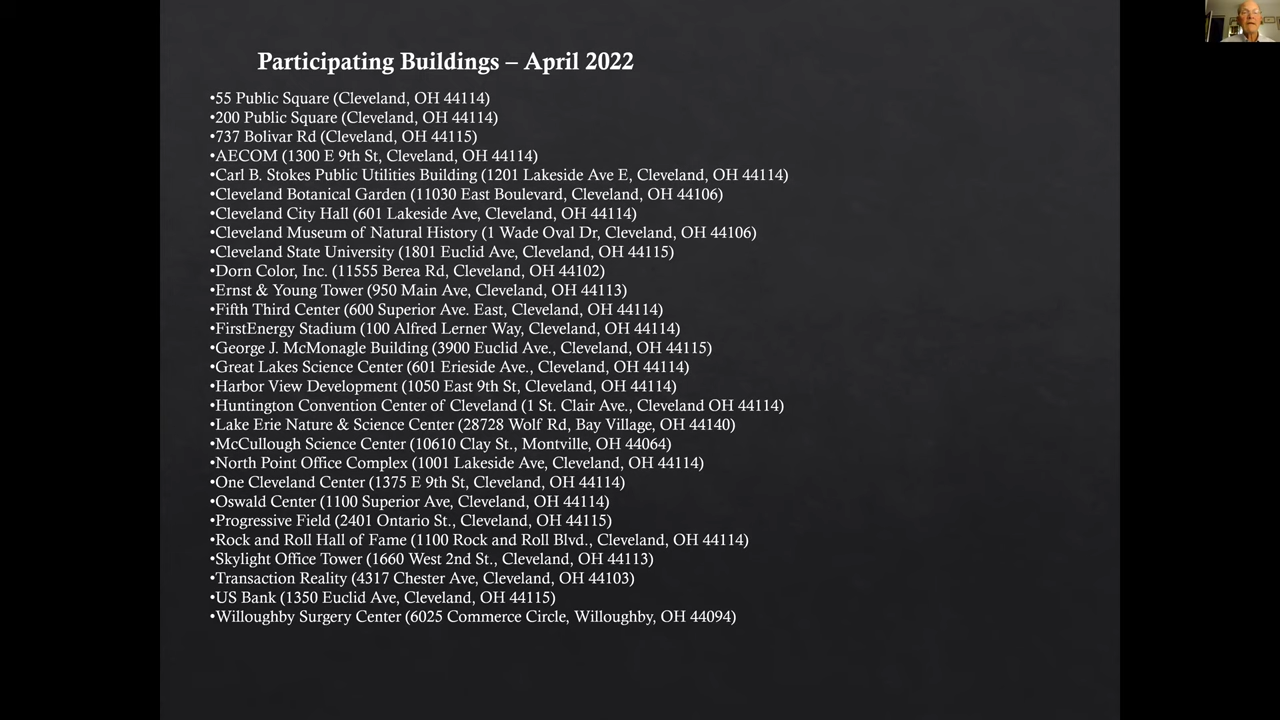 Participating Buildings – April 2022
•55 Public Square (Cleveland, OH 44114)
•200 Public Square (Cleveland, OH 44114)
•737 Bolivar Rd (Cleveland, OH 44115)
•AECOM (1300 E 9th St, Cleveland, OH 44114)
•Carl B. Stokes Public Utilities Building (1201 Lakeside Ave E, Cleveland, OH 44114)
•Cleveland Botanical Garden (11030 East Boulevard, Cleveland, OH 44106)
•Cleveland City Hall (601 Lakeside Ave, Cleveland, OH 44114)
•Cleveland Museum of Natural History (1 Wade Oval Dr, Cleveland, OH 44106)
•Cleveland State University (1801 Euclid Ave, Cleveland, OH 44115)
•Dorn Color, Inc. (11555 Berea Rd, Cleveland, OH 44102)
•Ernst & Young Tower (950 Main Ave, Cleveland, OH 44113)
•Fifth Third Center (600 Superior Ave. East, Cleveland, OH 44114)
•FirstEnergy Stadium (100 Alfred Lerner Way, Cleveland, OH 44114)
•George J. McMonagle Building (3900 Euclid Ave., Cleveland, OH 44115)
•Great Lakes Science Center (601 Erieside Ave., Cleveland, OH 44114)
•Harbor View Development (1050 East 9th St, Cleveland, OH 44114)
•Huntington Convention Center of Cleveland (1 St. Clair Ave., Cleveland OH 44114)
•Lake Erie Nature & Science Center (28728 Wolf Rd, Bay Village, OH 44140)
•McCullough Science Center (10610 Clay St., Montville, OH 44064)
•North Point Office Complex (1001 Lakeside Ave, Cleveland, OH 44114)
•One Cleveland Center (1375 E 9th St, Cleveland, OH 44114)
•Oswald Center (1100 Superior Ave, Cleveland, OH 44114)
•Progressive Field (2401 Ontario St., Cleveland, OH 44115)
•Rock and Roll Hall of Fame (1100 Rock and Roll Blvd., Cleveland, OH 44114)
•Skylight Office Tower (1660 West 2nd St., Cleveland, OH 44113)
•Transaction Reality (4317 Chester Ave, Cleveland, OH 44103)
•US Bank (1350 Euclid Ave, Cleveland, OH 44115)
•Willoughby Surgery Center (6025 Commerce Circle, Willoughby, OH 44094)